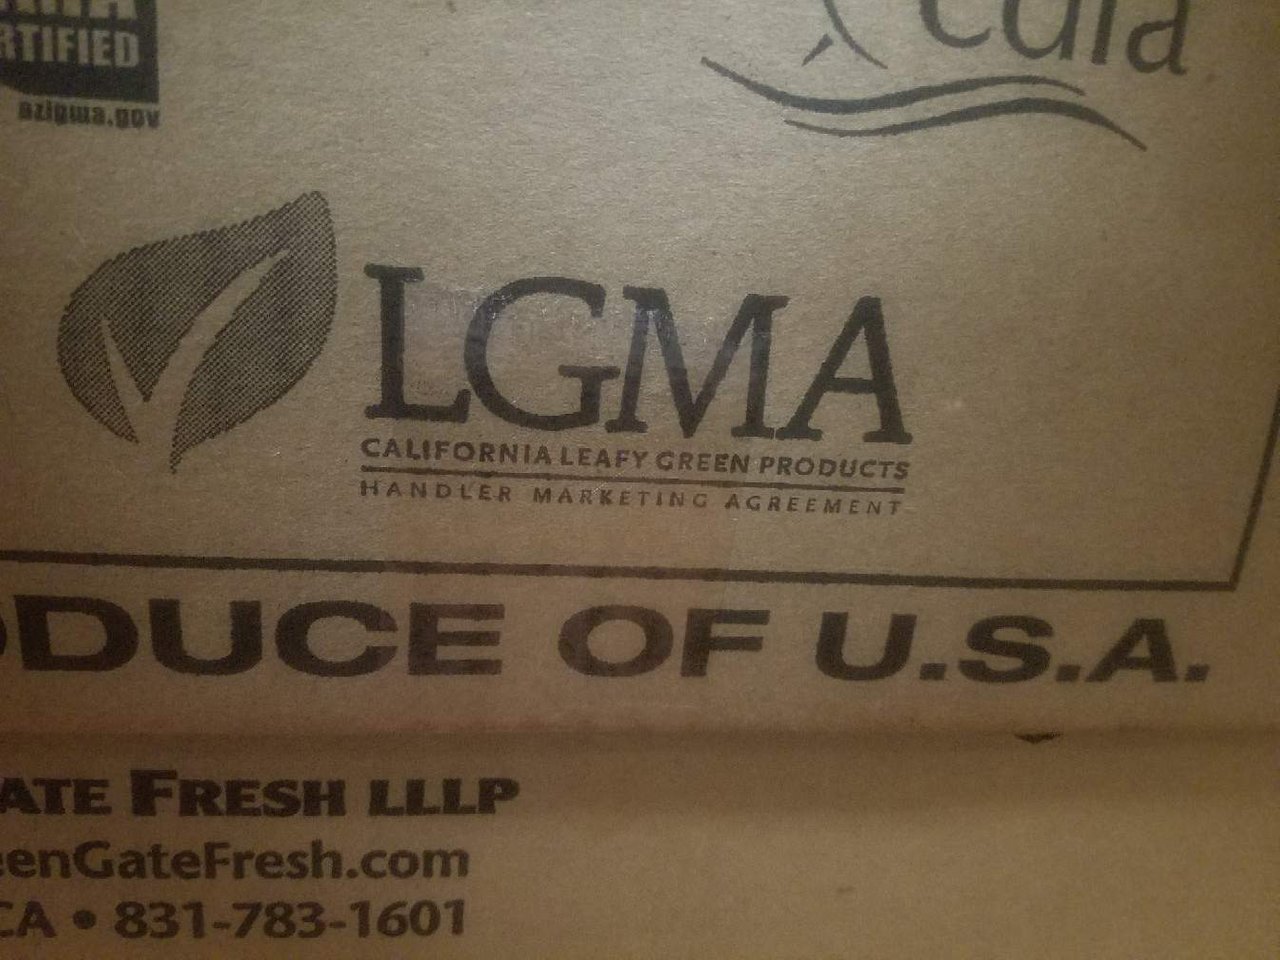 RTIFIED
azlgma.gov
LGMA
CALIFORNIA LEAFY GREEN PRODUCTS
HANDLER MARKETING AGREEMENT
ODUCE OF U.S.A.
ATE FRESH LLLP
eenGateFresh.com
CA • 831-783-1601